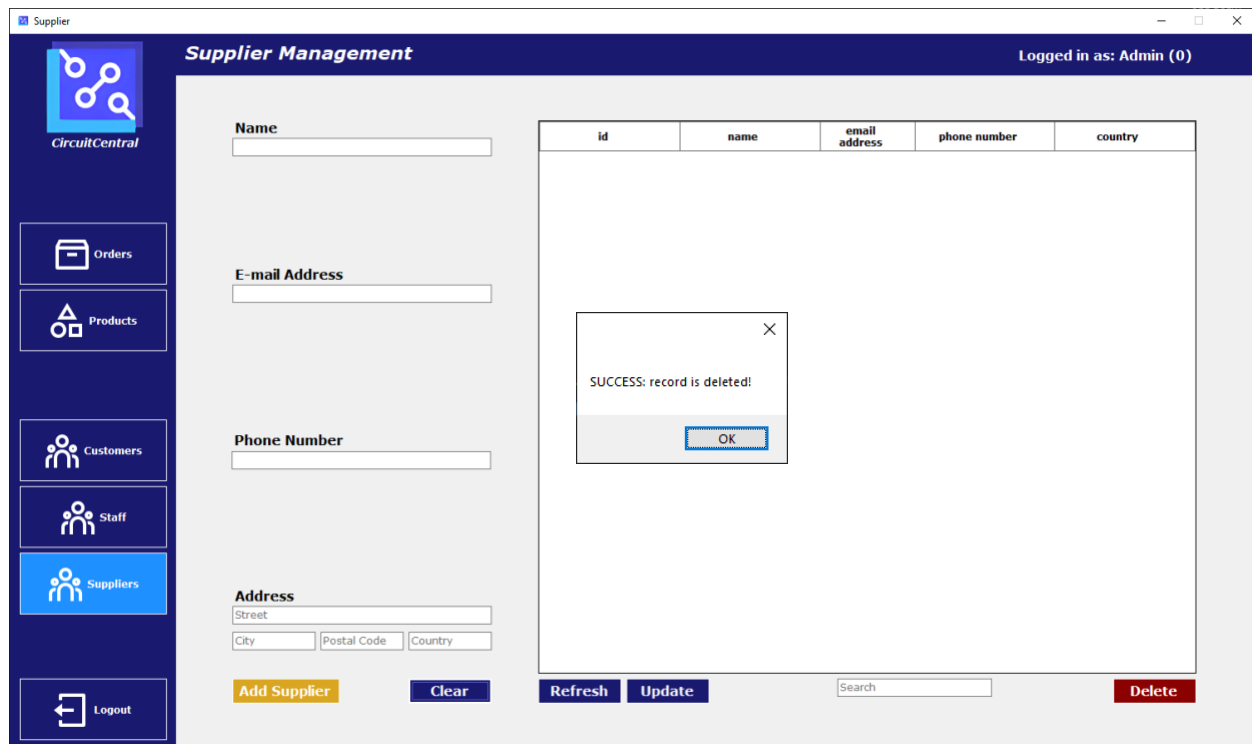 Supplier
Supplier Management
Logged in as: Admin (0)
CircuitCentral
Orders
Products
Customers
Staff
Suppliers
Logout
Name
E-mail Address
Phone Number
Address
Street
City Postal Code Country
Add Supplier Clear
id name email address phone number country
SUCCESS: record is deleted!
OK
Refresh Update Search Delete